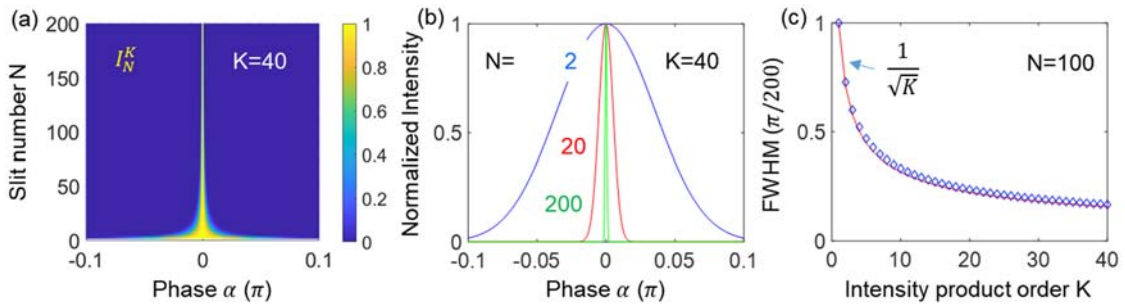 (a)
200
150
100
50
0
Slit number N
I_N^K
K=40
-0.1
0
0.1
Phase α (π)
1
0.8
0.6
0.4
0.2
0
(b)
Normalized Intensity
1
0.5
0
N=
2
K=40
20
200
-0.1
-0.05
0
0.05
0.1
Phase α (π)
(c)
FWHM (π/200)
1
0.5
0
1/√K
N=100
0
10
20
30
40
Intensity product order K